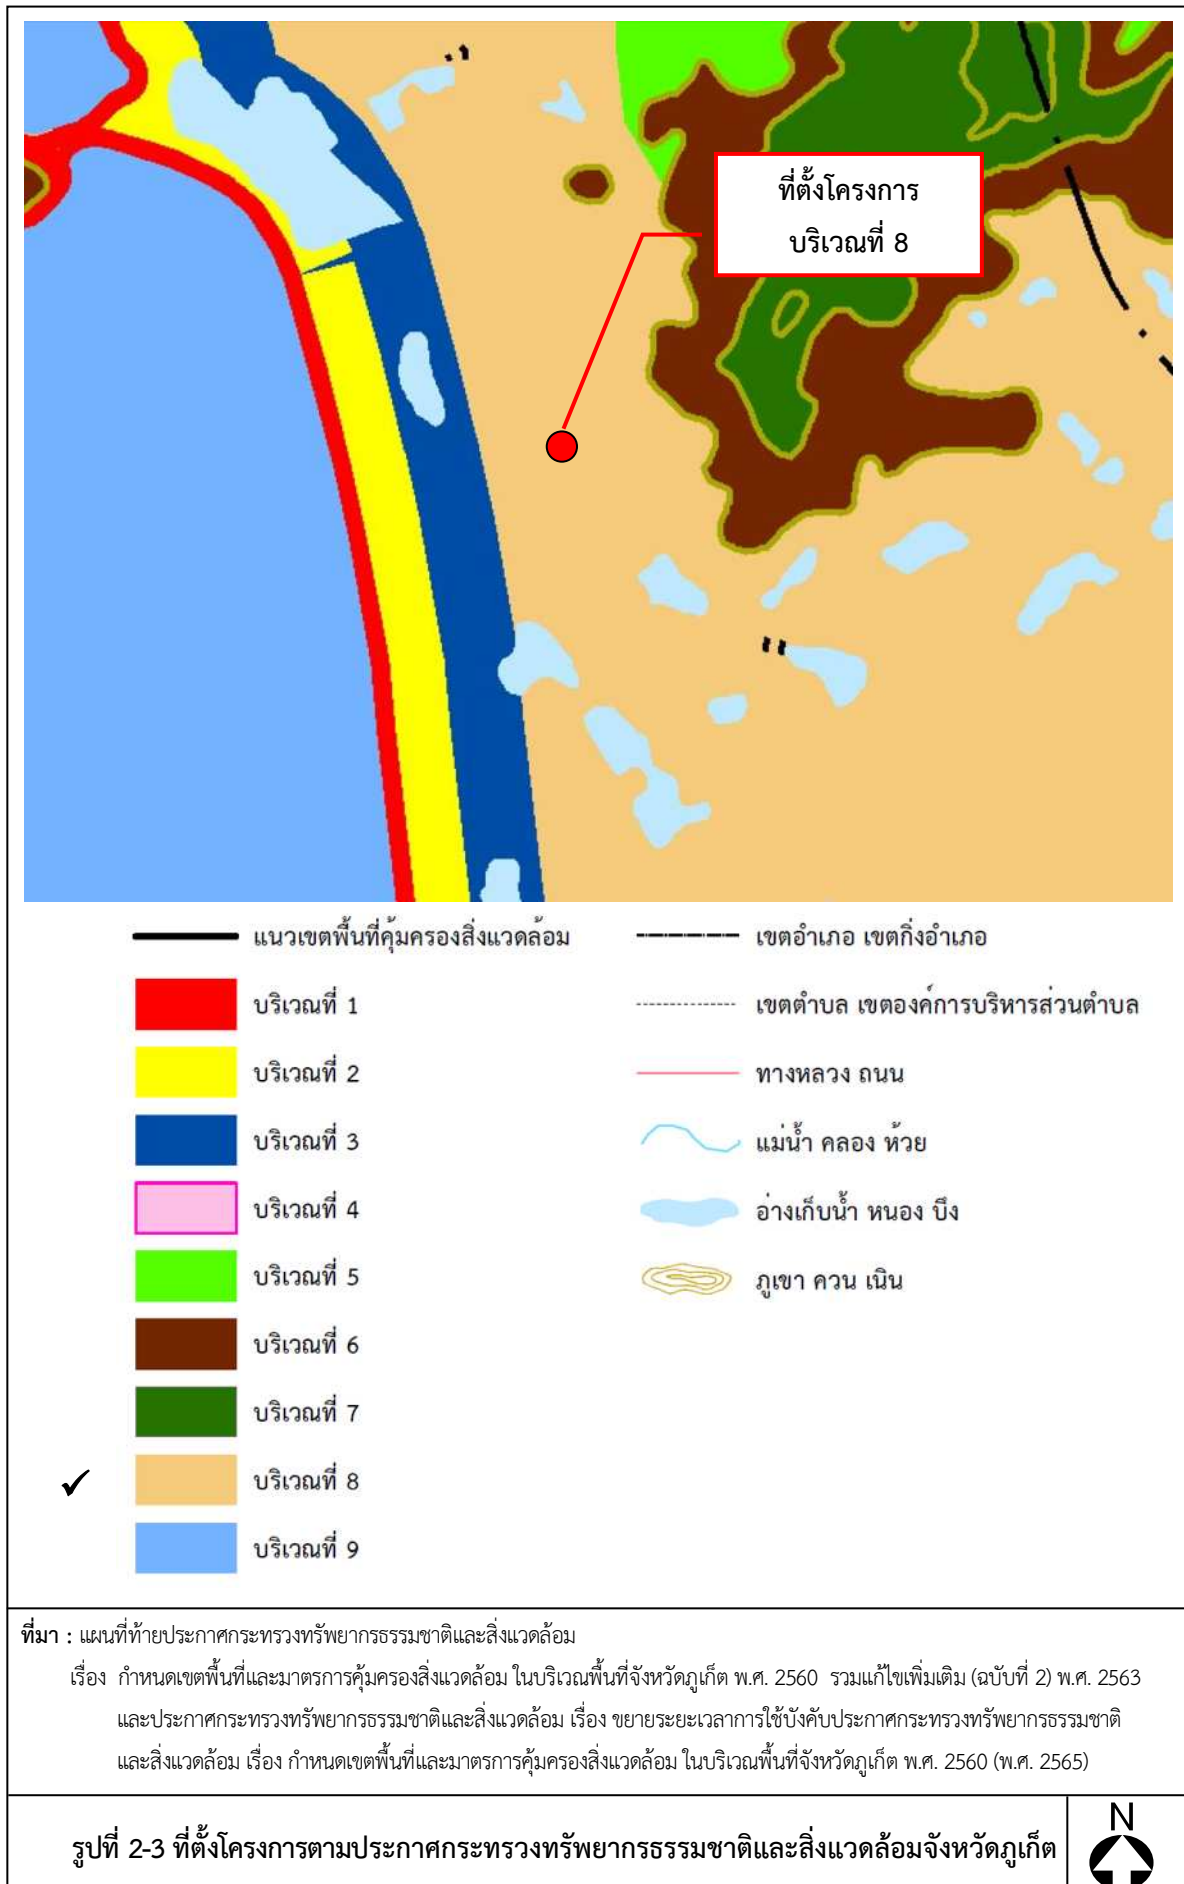 ที่ตั้งโครงการ
บริเวณที่ 8
แนวเขตพื้นที่คุ้มครองสิ่งแวดล้อม
บริเวณที่ 1
บริเวณที่ 2
บริเวณที่ 3
บริเวณที่ 4
บริเวณที่ 5
บริเวณที่ 6
บริเวณที่ 7
✓ บริเวณที่ 8
บริเวณที่ 9
เขตอำเภอ เขตกิ่งอำเภอ
เขตตำบล เขตองค์การบริหารส่วนตำบล
ทางหลวง ถนน
แม่น้ำ คลอง ห้วย
อ่างเก็บน้ำ หนอง บึง
ภูเขา ควน เนิน
ที่มา : แผนที่ท้ายประกาศกระทรวงทรัพยากรธรรมชาติและสิ่งแวดล้อม
เรื่อง กำหนดเขตพื้นที่และมาตรการคุ้มครองสิ่งแวดล้อม ในบริเวณพื้นที่จังหวัดภูเก็ต พ.ศ. 2560 รวมแก้ไขเพิ่มเติม (ฉบับที่ 2) พ.ศ. 2563
และประกาศกระทรวงทรัพยากรธรรมชาติและสิ่งแวดล้อม เรื่อง ขยายระยะเวลาการใช้บังคับประกาศกระทรวงทรัพยากรธรรมชาติ
และสิ่งแวดล้อม เรื่อง กำหนดเขตพื้นที่และมาตรการคุ้มครองสิ่งแวดล้อม ในบริเวณพื้นที่จังหวัดภูเก็ต พ.ศ. 2560 (พ.ศ. 2565)
รูปที่ 2-3 ที่ตั้งโครงการตามประกาศกระทรวงทรัพยากรธรรมชาติและสิ่งแวดล้อมจังหวัดภูเก็ต
N